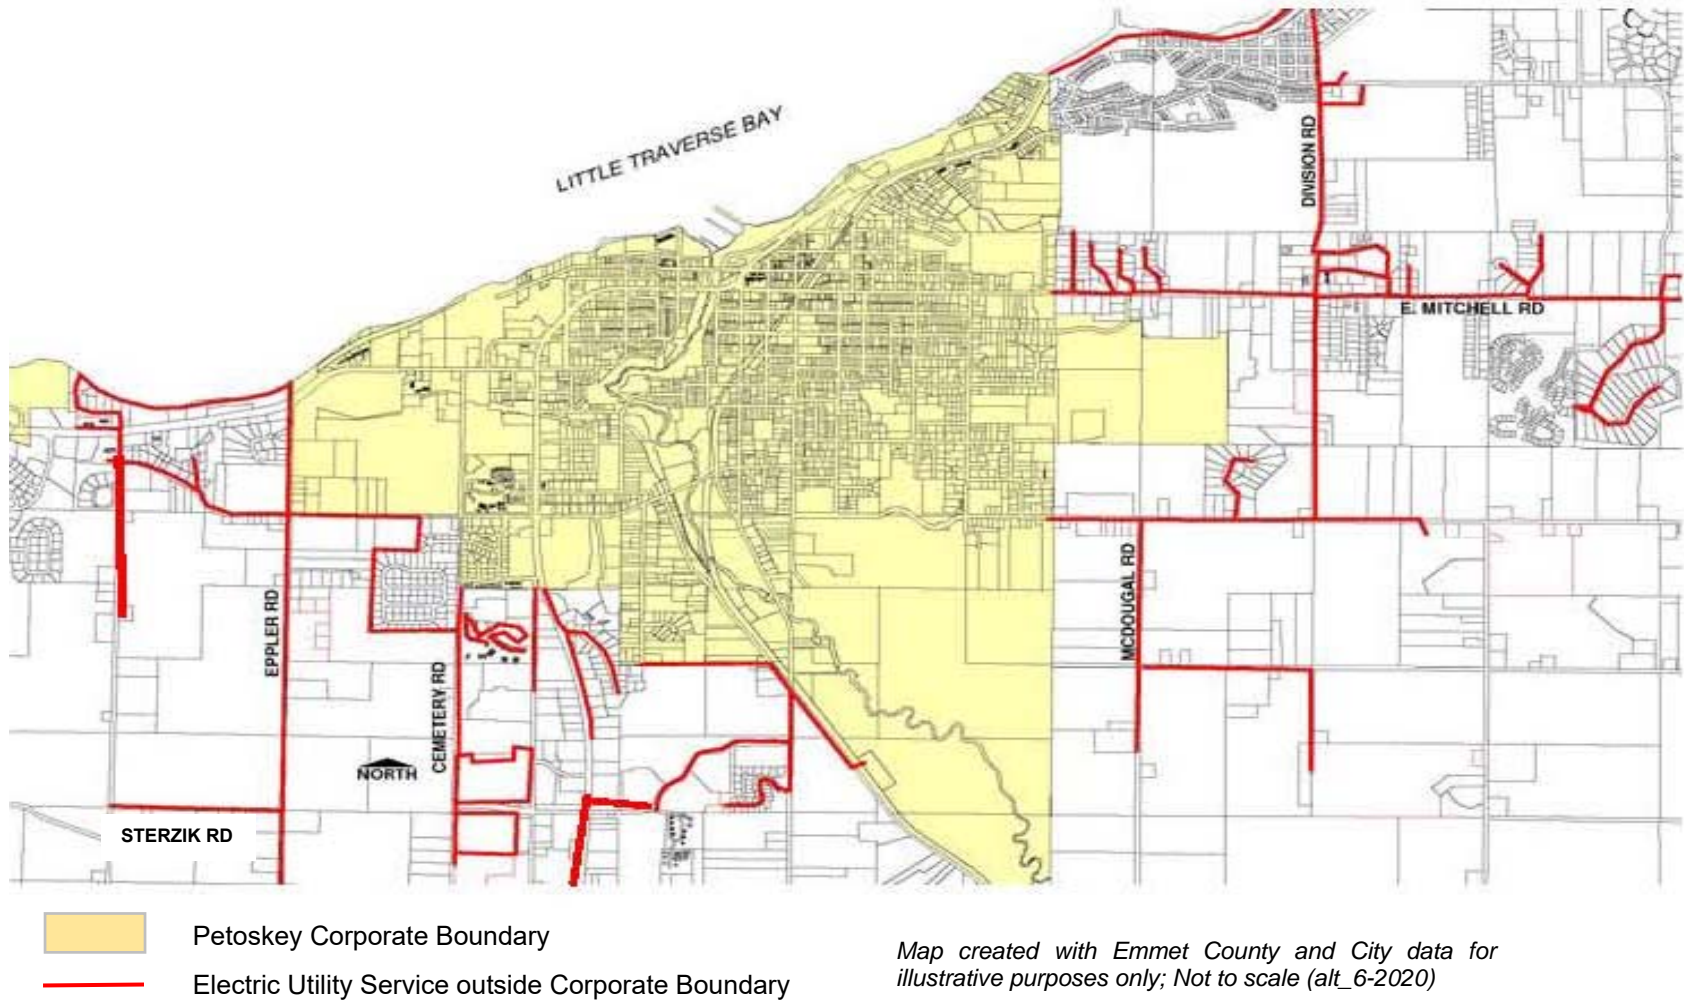 LITTLE TRAVERSE BAY
DIVISION RD
E. MITCHELL RD
MCDOUGAL RD
EPPLER RD
CEMETERY RD
NORTH
STERZIK RD
Petoskey Corporate Boundary
Electric Utility Service outside Corporate Boundary
Map created with Emmet County and City data for
illustrative purposes only; Not to scale (alt_6-2020)